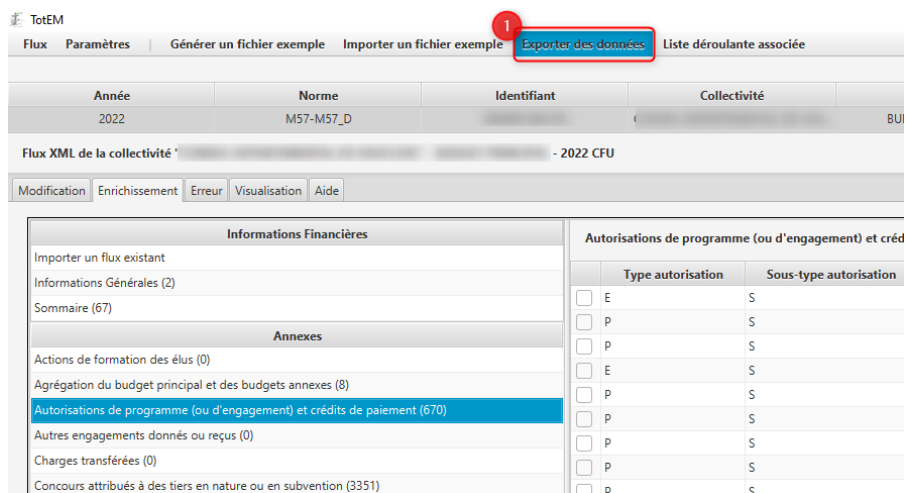 TotEM
Flux Paramètres | Générer un fichier exemple Importer un fichier exemple Exporter des données Liste déroulante associée
1
Année Norme Identifiant Collectivité
2022 M57-M57_D BU
Flux XML de la collectivité ' - 2022 CFU
Modification Enrichissement Erreur Visualisation Aide
Informations Financières
Importer un flux existant
Informations Générales (2)
Sommaire (67)
Annexes
Actions de formation des élus (0)
Agrégation du budget principal et des budgets annexes (8)
Autorisations de programme (ou d'engagement) et crédits de paiement (670)
Autres engagements donnés ou reçus (0)
Charges transférées (0)
Concours attribués à des tiers en nature ou en subvention (3351)
Autorisations de programme (ou d'engagement) et créd
Type autorisation Sous-type autorisation
E S
P S
P S
E S
P S
P S
P S
P S
P S